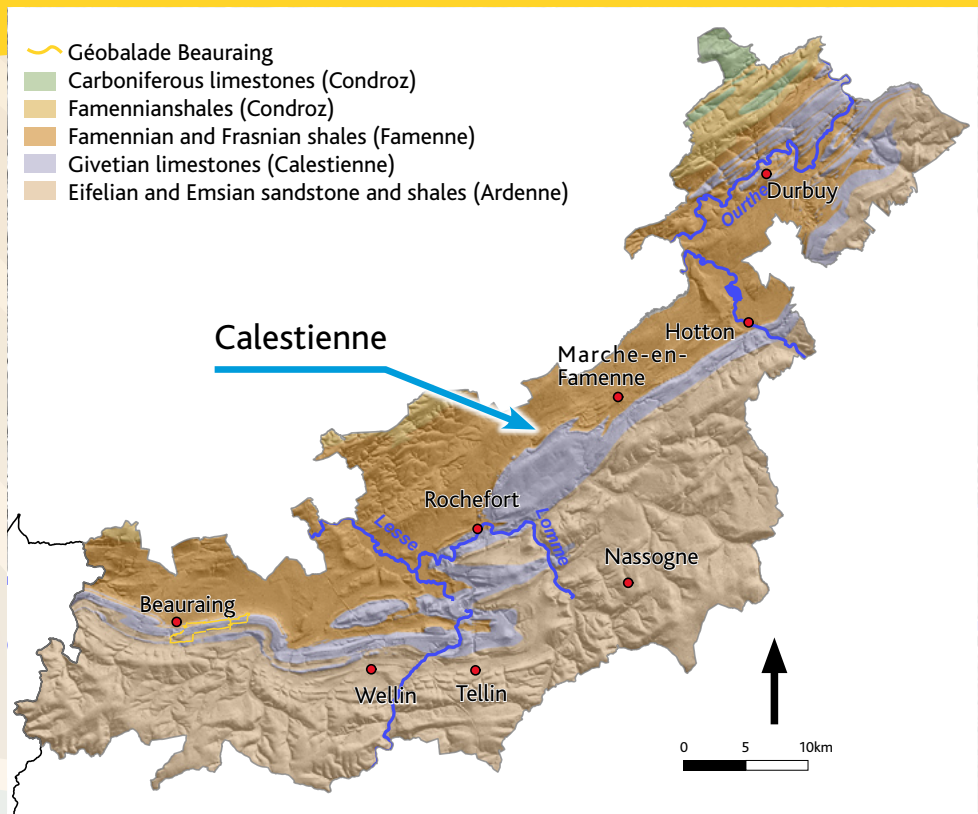 Géobalade Beauraing
Carboniferous limestones (Condroz)
Famennianshales (Condroz)
Famennian and Frasnian shales (Famenne)
Givetian limestones (Calestienne)
Eifelian and Emsian sandstone and shales (Ardenne)
Durbuy
Ourthe
Calestienne
Hotton
Marche-en-
Famenne
Rochefort
Lesse
Lomme
Nassogne
Beauraing
Wellin
Tellin
0 5 10km